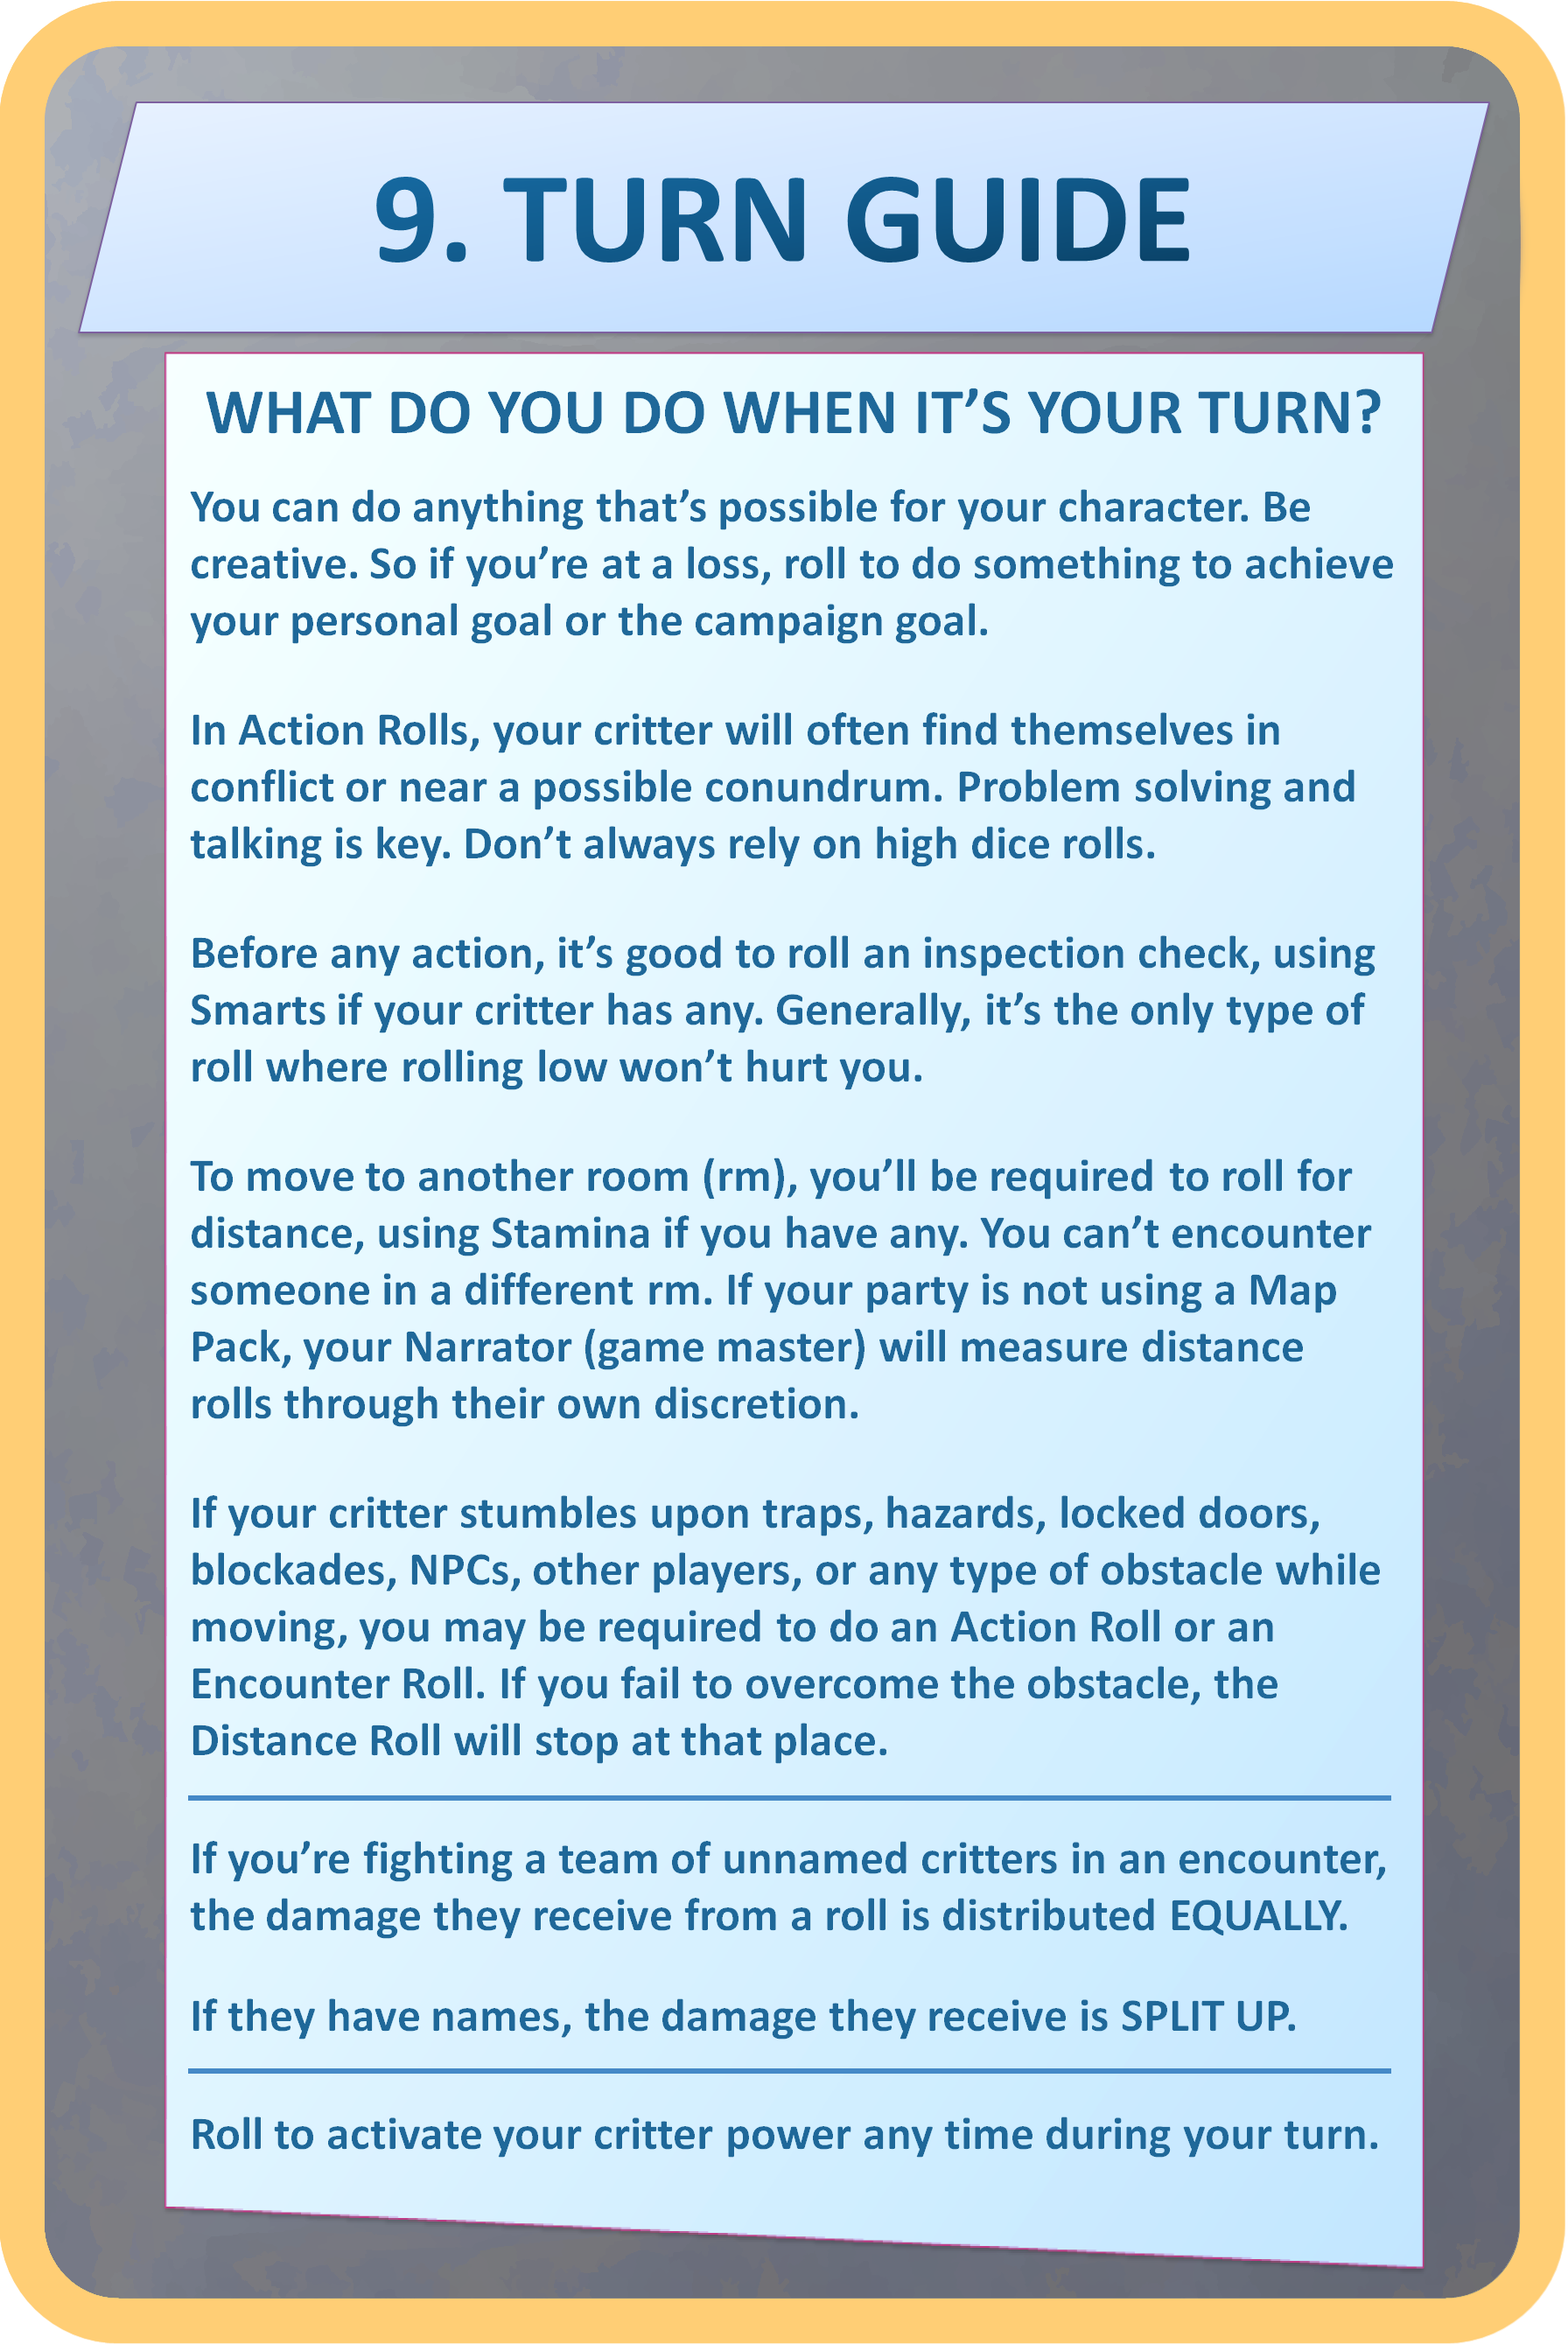 9. TURN GUIDE
WHAT DO YOU DO WHEN IT’S YOUR TURN?
You can do anything that’s possible for your character. Be
creative. So if you’re at a loss, roll to do something to achieve
your personal goal or the campaign goal.
In Action Rolls, your critter will often find themselves in
conflict or near a possible conundrum. Problem solving and
talking is key. Don’t always rely on high dice rolls.
Before any action, it’s good to roll an inspection check, using
Smarts if your critter has any. Generally, it’s the only type of
roll where rolling low won’t hurt you.
To move to another room (rm), you’ll be required to roll for
distance, using Stamina if you have any. You can’t encounter
someone in a different rm. If your party is not using a Map
Pack, your Narrator (game master) will measure distance
rolls through their own discretion.
If your critter stumbles upon traps, hazards, locked doors,
blockades, NPCs, other players, or any type of obstacle while
moving, you may be required to do an Action Roll or an
Encounter Roll. If you fail to overcome the obstacle, the
Distance Roll will stop at that place.
If you’re fighting a team of unnamed critters in an encounter,
the damage they receive from a roll is distributed EQUALLY.
If they have names, the damage they receive is SPLIT UP.
Roll to activate your critter power any time during your turn.